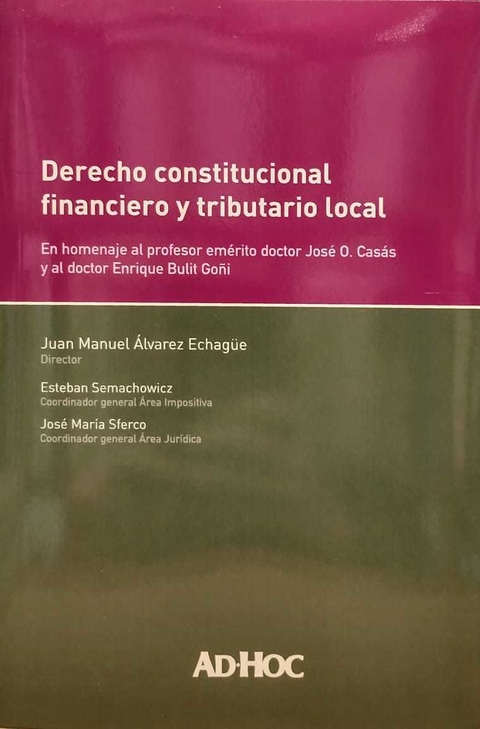 Derecho constitucional
financiero y tributario local
En homenaje al profesor emérito doctor José O. Casás
y al doctor Enrique Bulit Goñi
Juan Manuel Álvarez Echagüe
Director
Esteban Semachowicz
Coordinador general Área Impositiva
José María Sferco
Coordinador general Área Jurídica
AD·HOC